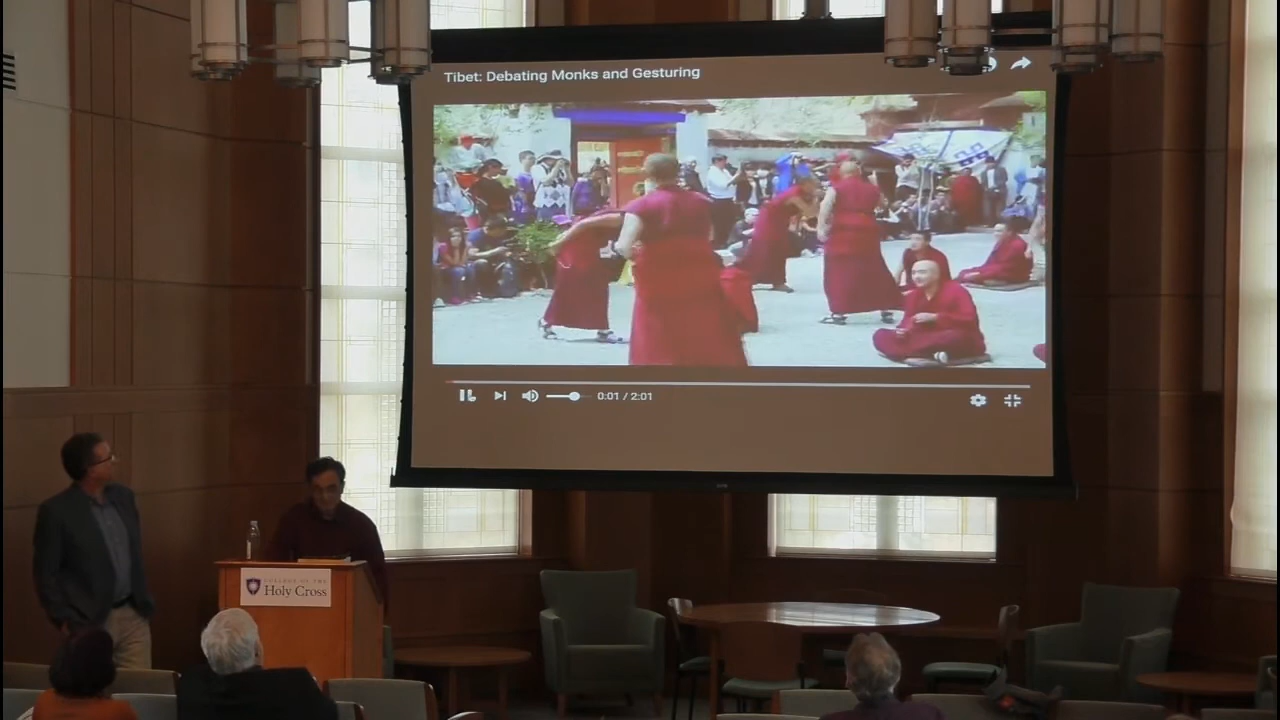 Tibet: Debating Monks and Gesturing
0:01 / 2:01
COLLEGE OF THE
Holy Cross